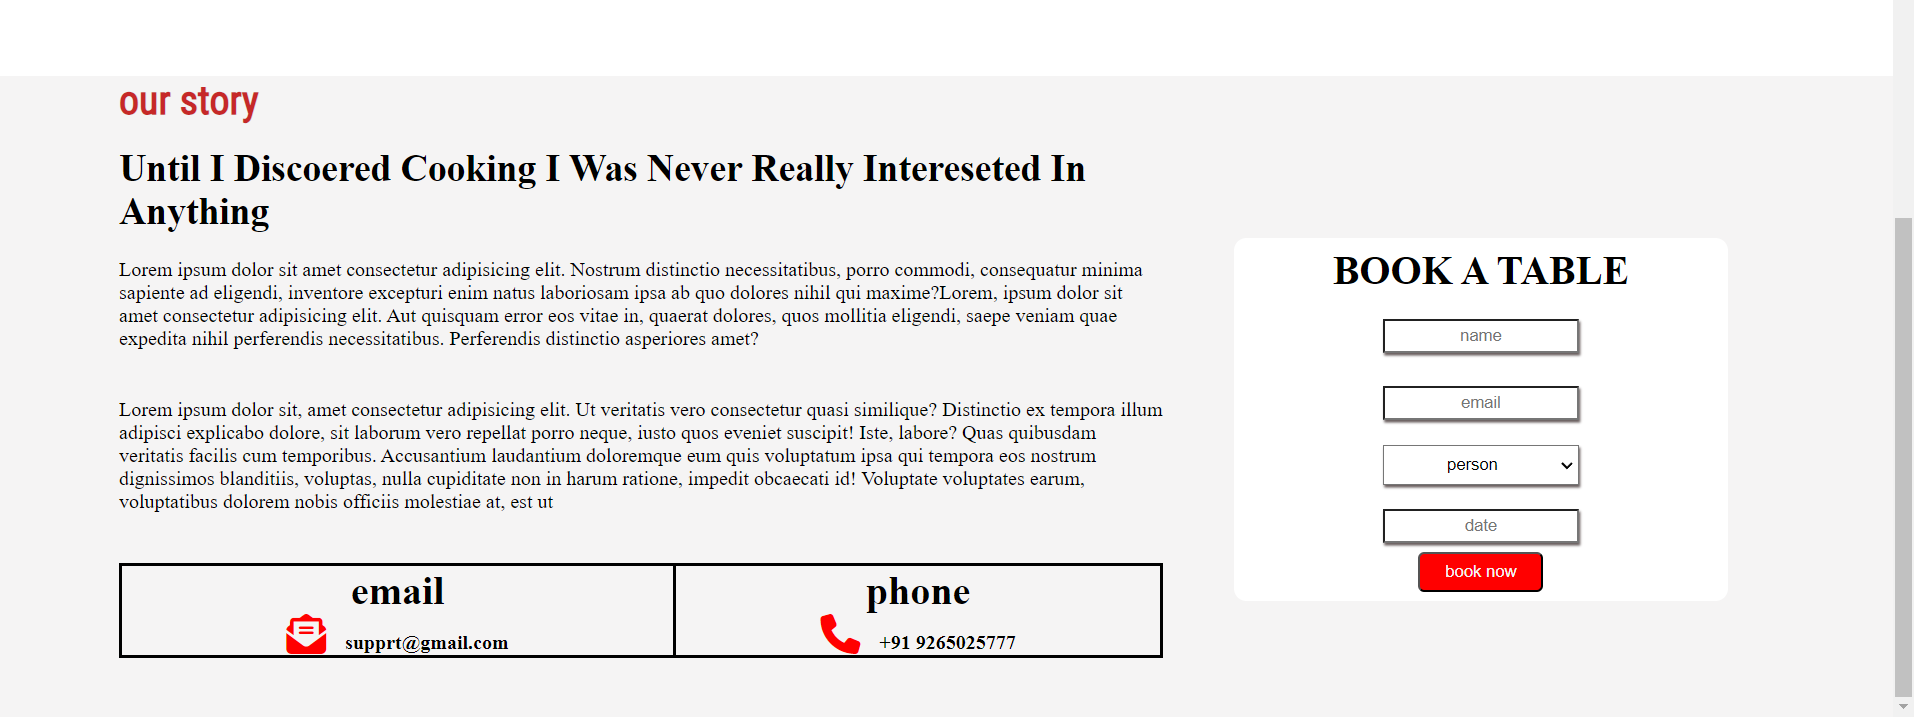 our story
Until I Discoered Cooking I Was Never Really Intereseted In
Anything
Lorem ipsum dolor sit amet consectetur adipisicing elit. Nostrum distinctio necessitatibus, porro commodi, consequatur minima
sapiente ad eligendi, inventore excepturi enim natus laboriosam ipsa ab quo dolores nihil qui maxime?Lorem, ipsum dolor sit
amet consectetur adipisicing elit. Aut quisquam error eos vitae in, quaerat dolores, quos mollitia eligendi, saepe veniam quae
expedita nihil perferendis necessitatibus. Perferendis distinctio asperiores amet?
Lorem ipsum dolor sit, amet consectetur adipisicing elit. Ut veritatis vero consectetur quasi similique? Distinctio ex tempora illum
adipisci explicabo dolore, sit laborum vero repellat porro neque, iusto quos eveniet suscipit! Iste, labore? Quas quibusdam
veritatis facilis cum temporibus. Accusantium laudantium doloremque eum quis voluptatum ipsa qui tempora eos nostrum
dignissimos blanditiis, voluptas, nulla cupiditate non in harum ratione, impedit obcaecati id! Voluptate voluptates earum,
voluptatibus dolorem nobis officiis molestiae at, est ut
email
supprt@gmail.com
phone
+91 9265025777
BOOK A TABLE
name
email
person
date
book now